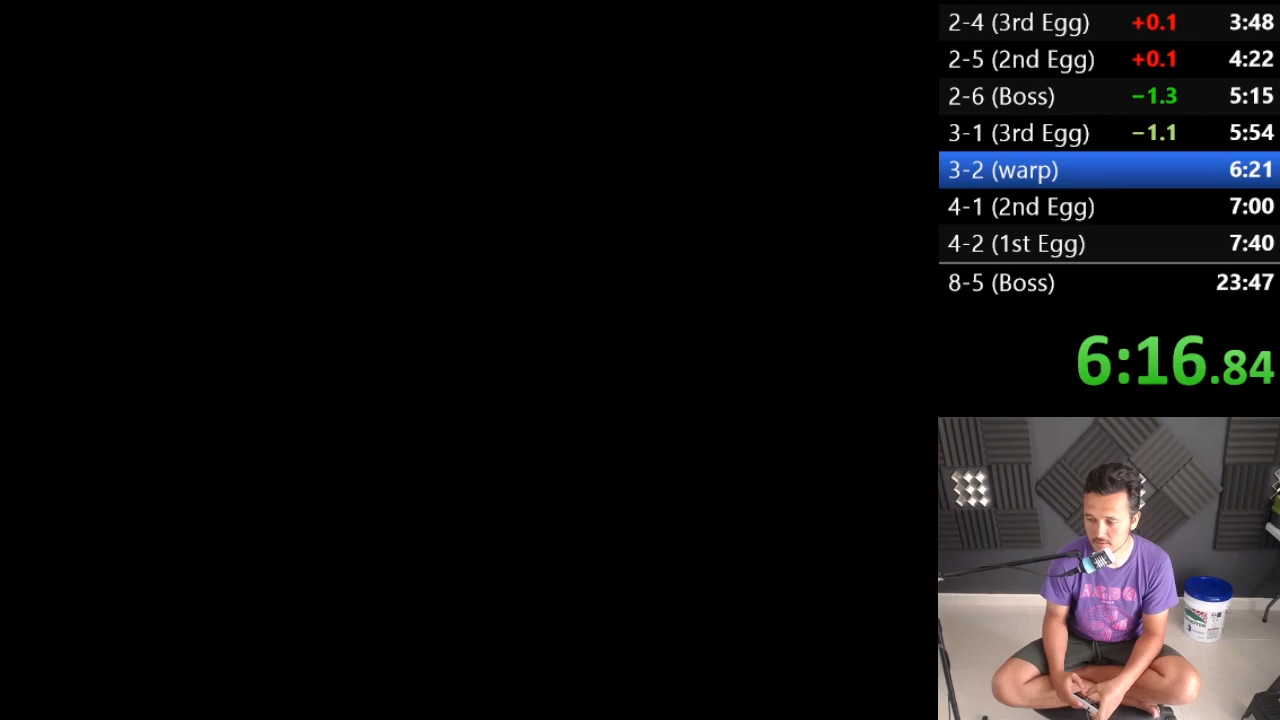 2-4 (3rd Egg) +0.1 3:48
2-5 (2nd Egg) +0.1 4:22
2-6 (Boss) −1.3 5:15
3-1 (3rd Egg) −1.1 5:54
3-2 (warp) 6:21
4-1 (2nd Egg) 7:00
4-2 (1st Egg) 7:40
8-5 (Boss) 23:47
6:16.84